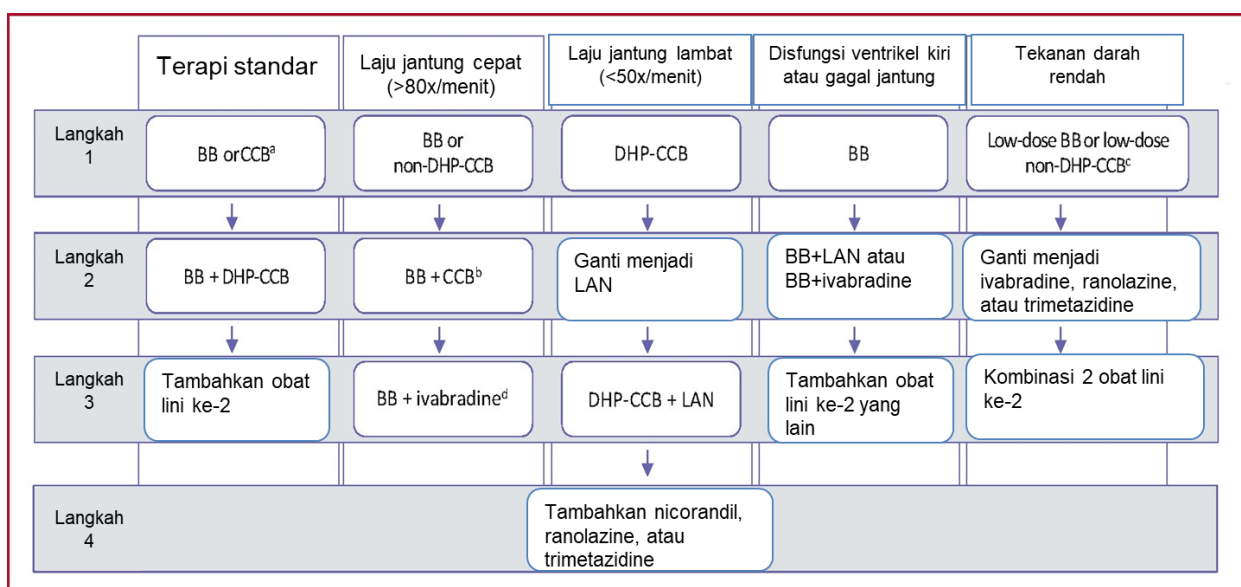 Terapi standar
Laju jantung cepat
(>80x/menit)
Laju jantung lambat
(<50x/menit)
Disfungsi ventrikel kiri
atau gagal jantung
Tekanan darah
rendah
Langkah
1
BB orCCBᵃ
BB or
non-DHP-CCB
DHP-CCB
BB
Low-dose BB or low-dose
non-DHP-CCBᶜ
Langkah
2
BB + DHP-CCB
BB + CCBᵇ
Ganti menjadi
LAN
BB+LAN atau
BB+ivabradine
Ganti menjadi
ivabradine, ranolazine,
atau trimetazidine
Langkah
3
Tambahkan obat
lini ke-2
BB + ivabradineᵈ
DHP-CCB + LAN
Tambahkan obat
lini ke-2 yang
lain
Kombinasi 2 obat lini
ke-2
Langkah
4
Tambahkan nicorandil,
ranolazine, atau
trimetazidine